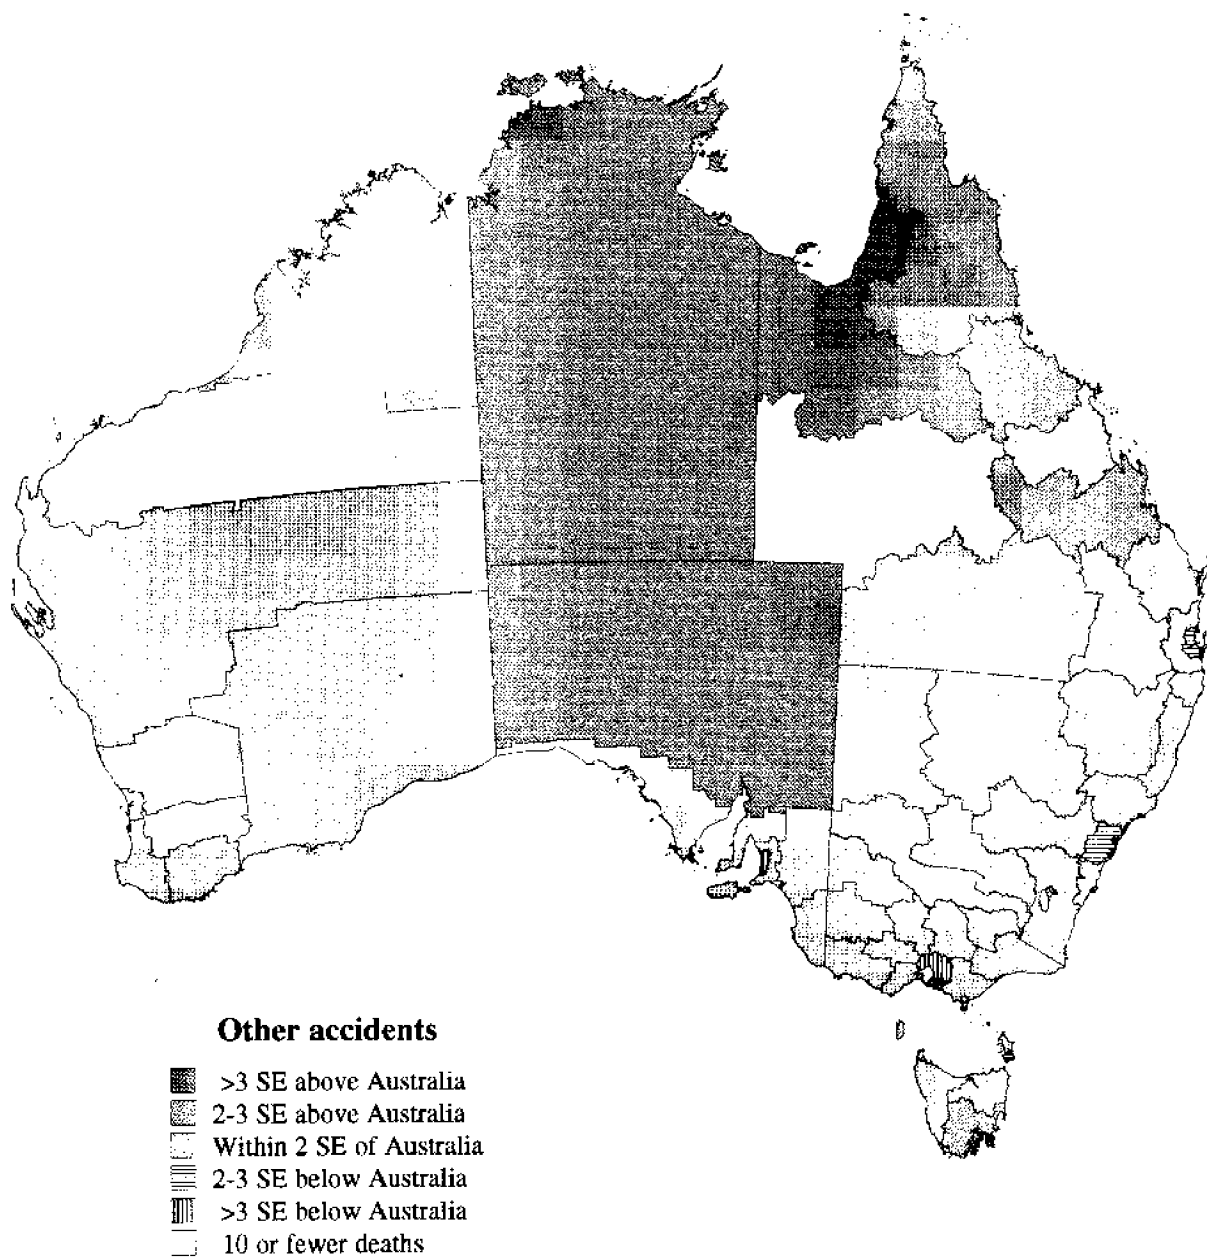 Other accidents
>3 SE above Australia
2-3 SE above Australia
Within 2 SE of Australia
2-3 SE below Australia
>3 SE below Australia
10 or fewer deaths